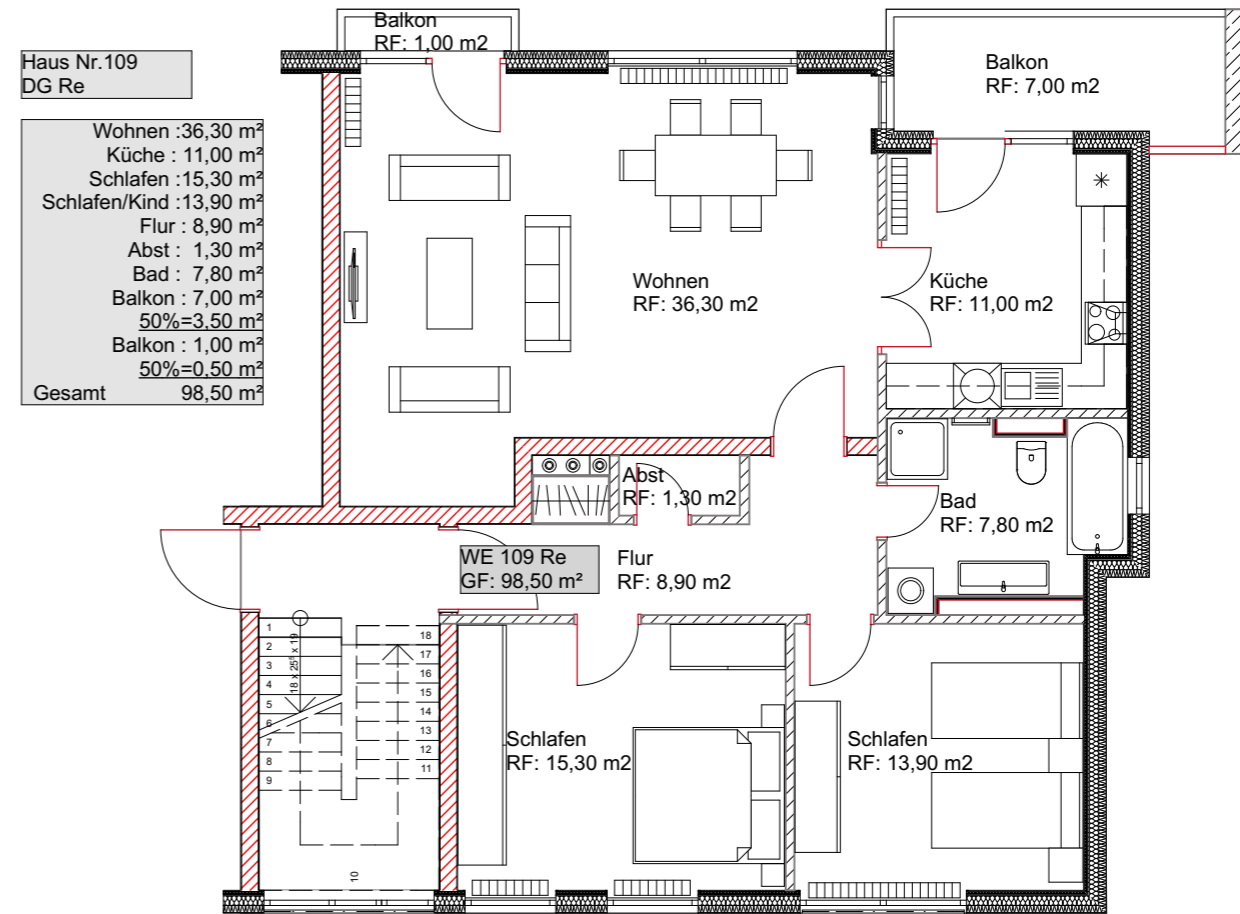 Haus Nr.109
DG Re
Wohnen :36,30 m²
Küche : 11,00 m²
Schlafen :15,30 m²
Schlafen/Kind :13,90 m²
Flur : 8,90 m²
Abst : 1,30 m²
Bad : 7,80 m²
Balkon : 7,00 m²
50%=3,50 m²
Balkon : 1,00 m²
50%=0,50 m²
Gesamt 98,50 m²
Balkon
RF: 1,00 m2
Balkon
RF: 7,00 m2
Wohnen
RF: 36,30 m2
Küche
RF: 11,00 m2
Abst
RF: 1,30 m2
Bad
RF: 7,80 m2
WE 109 Re
GF: 98,50 m²
Flur
RF: 8,90 m2
Schlafen
RF: 15,30 m2
Schlafen
RF: 13,90 m2
1
2
3
4
5
6
7
8
9
10
11
12
13
14
15
16
17
18
18 x 25⁵ x 19